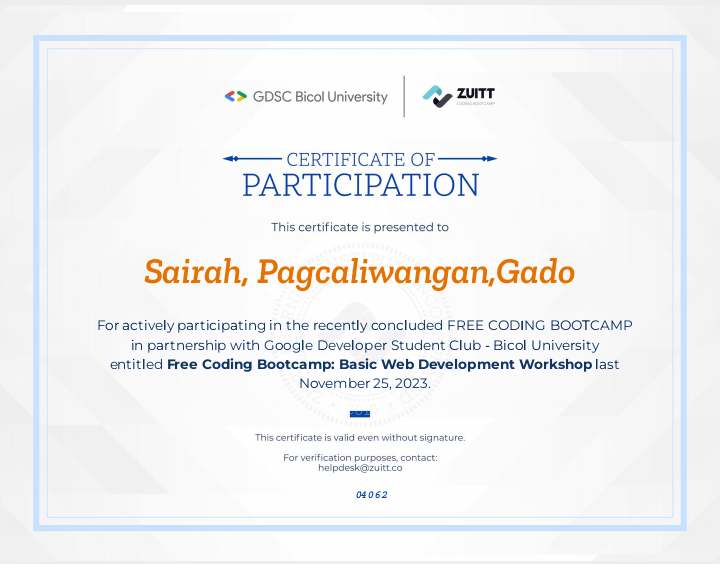 GDSC Bicol University
ZUITT
CODING BOOTCAMP
CERTIFICATE OF
PARTICIPATION
This certificate is presented to
Sairah, Pagcaliwangan,Gado
For actively participating in the recently concluded FREE CODING BOOTCAMP
in partnership with Google Developer Student Club - Bicol University
entitled Free Coding Bootcamp: Basic Web Development Workshop last
November 25, 2023.
This certificate is valid even without signature.
For verification purposes, contact:
helpdesk@zuitt.co
04062